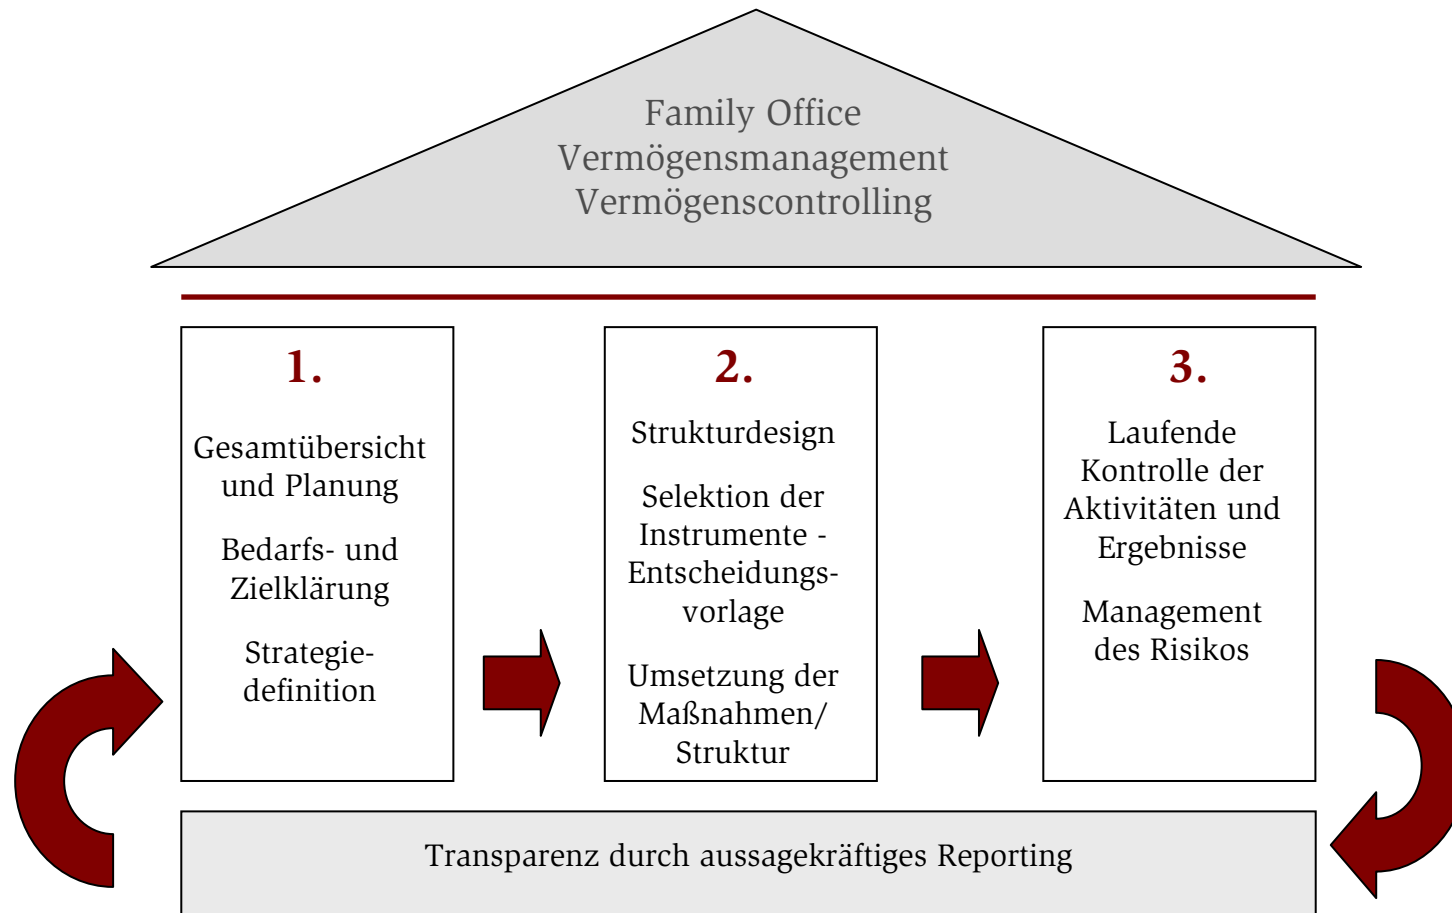 Family Office
Vermögensmanagement
Vermögenscontrolling
1.
Gesamtübersicht
und Planung
Bedarfs- und
Zielklärung
Strategie-
definition
2.
Strukturdesign
Selektion der
Instrumente -
Entscheidungs-
vorlage
Umsetzung der
Maßnahmen/
Struktur
3.
Laufende
Kontrolle der
Aktivitäten und
Ergebnisse
Management
des Risikos
Transparenz durch aussagekräftiges Reporting